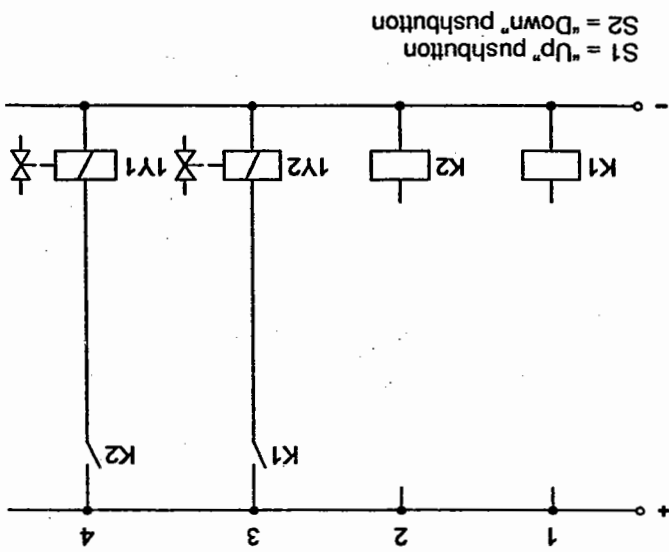 1 2 3 4
+
K1 K2
K1 K2 1Y2 1Y1
-
S1 = "Up" pushbutton
S2 = "Down" pushbutton